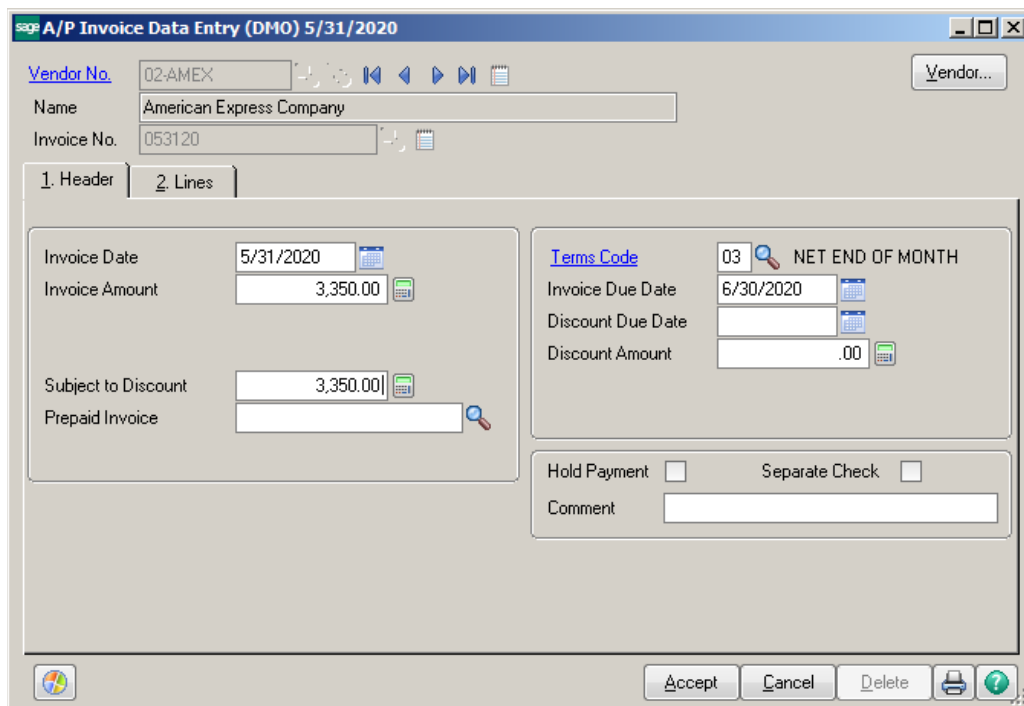 sage A/P Invoice Data Entry (DMO) 5/31/2020
Vendor No. 02-AMEX Vendor...
Name American Express Company
Invoice No. 053120
1. Header 2. Lines
Invoice Date 5/31/2020
Invoice Amount 3,350.00
Subject to Discount 3,350.00
Prepaid Invoice
Terms Code 03 NET END OF MONTH
Invoice Due Date 6/30/2020
Discount Due Date
Discount Amount .00
Hold Payment Separate Check
Comment
Accept Cancel Delete ?